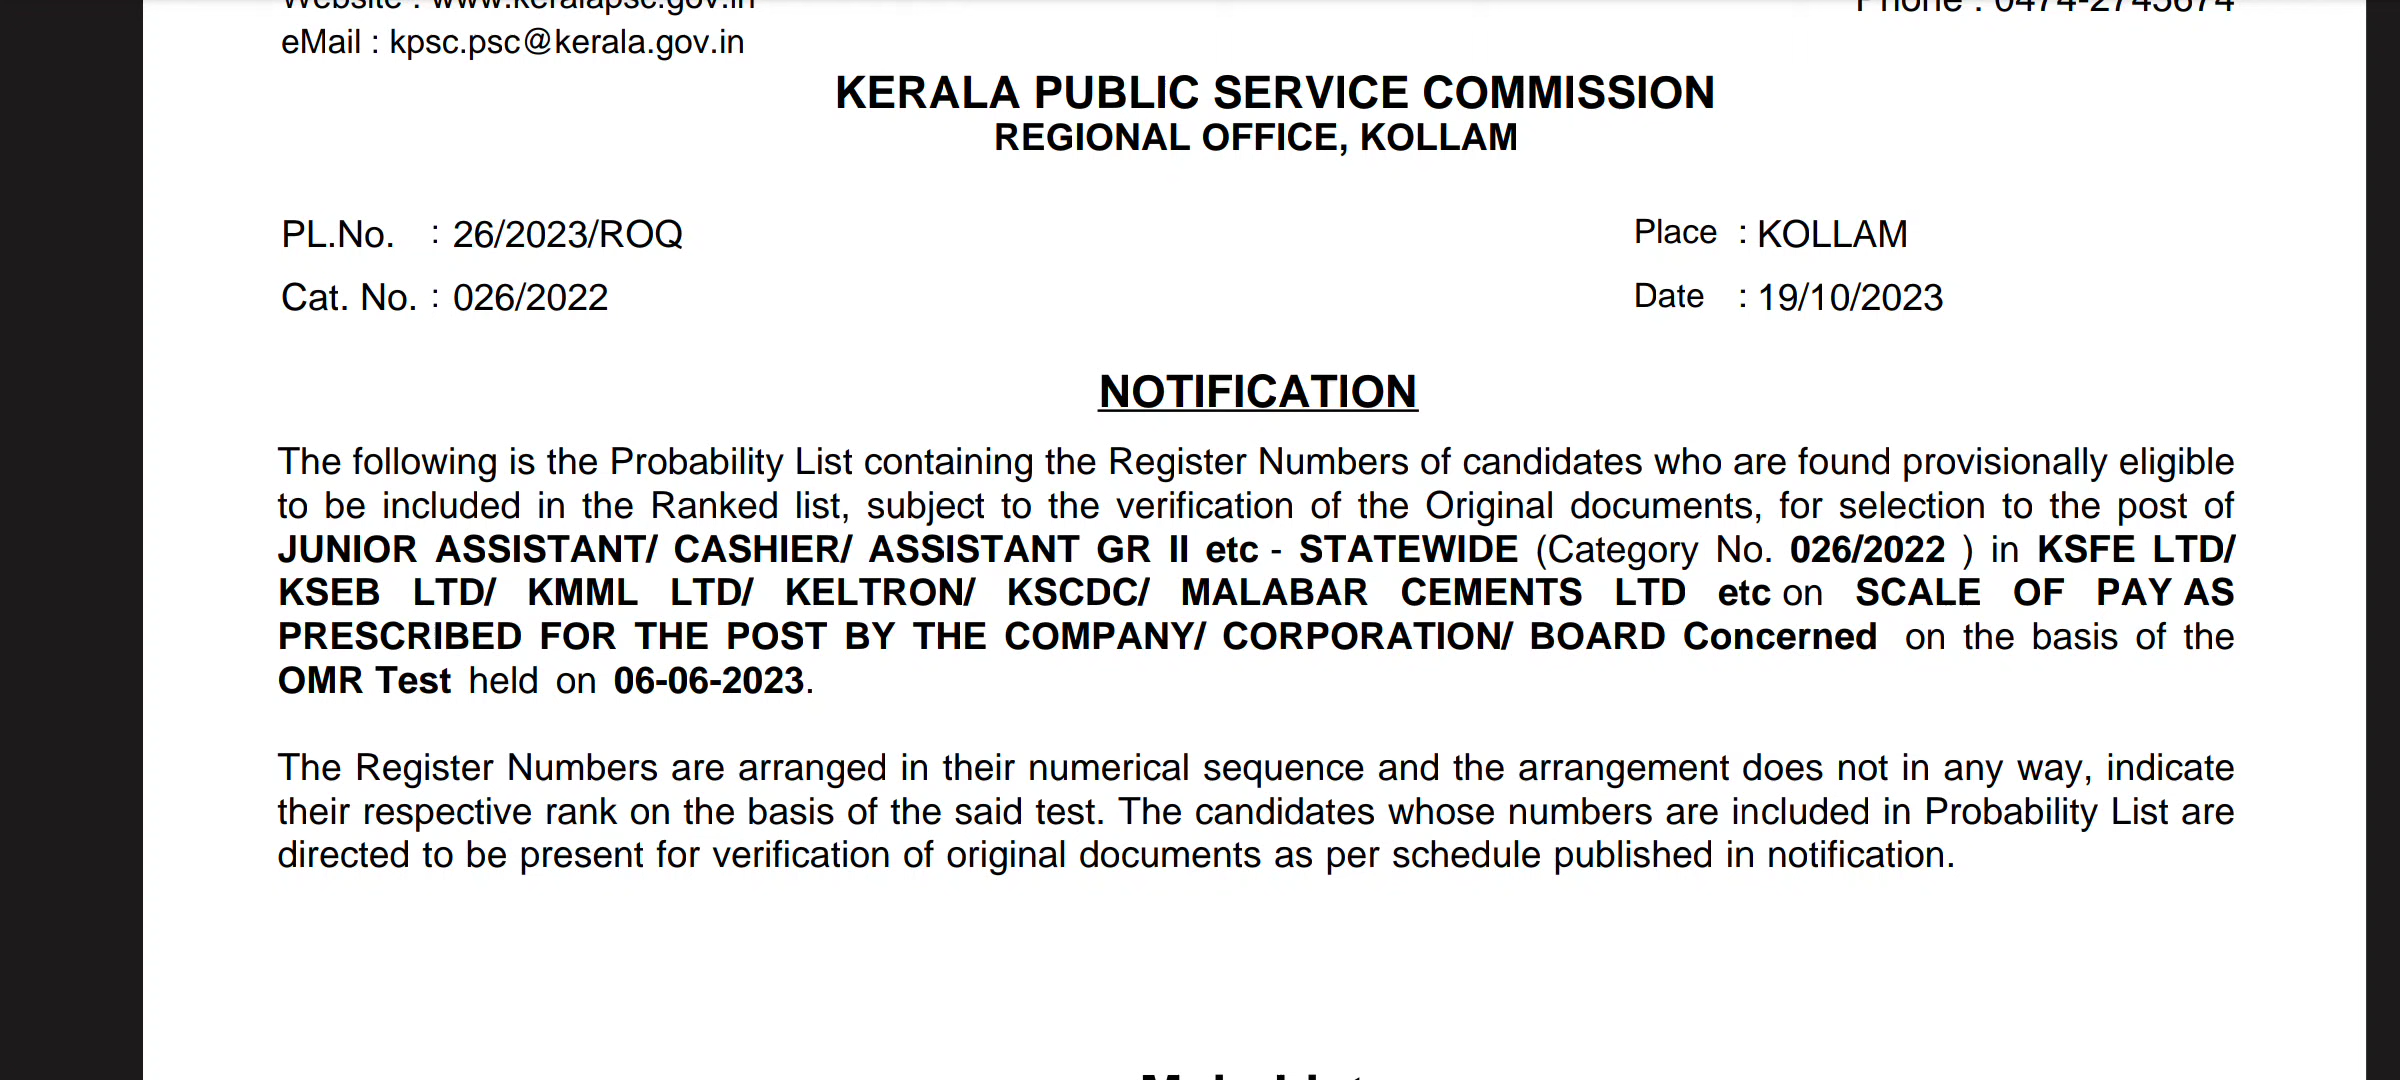 Website : www.keralapsc.gov.in
Phone : 0474-2743674
eMail : kpsc.psc@kerala.gov.in
KERALA PUBLIC SERVICE COMMISSION
REGIONAL OFFICE, KOLLAM
PL.No. : 26/2023/ROQ
Place : KOLLAM
Cat. No. : 026/2022
Date : 19/10/2023
NOTIFICATION
The following is the Probability List containing the Register Numbers of candidates who are found provisionally eligible
to be included in the Ranked list, subject to the verification of the Original documents, for selection to the post of
JUNIOR ASSISTANT/ CASHIER/ ASSISTANT GR II etc - STATEWIDE (Category No. 026/2022 ) in KSFE LTD/
KSEB LTD/ KMML LTD/ KELTRON/ KSCDC/ MALABAR CEMENTS LTD etc on SCALE OF PAY AS
PRESCRIBED FOR THE POST BY THE COMPANY/ CORPORATION/ BOARD Concerned on the basis of the
OMR Test held on 06-06-2023.
The Register Numbers are arranged in their numerical sequence and the arrangement does not in any way, indicate
their respective rank on the basis of the said test. The candidates whose numbers are included in Probability List are
directed to be present for verification of original documents as per schedule published in notification.